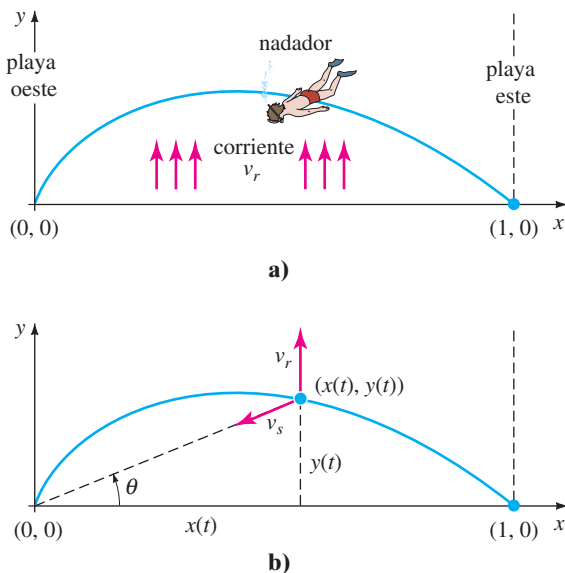 y
nadador
playa
oeste
playa
este
corriente
v_r
(0, 0)
(1, 0)
x
a)
y
v_r
(x(t), y(t))
v_s
y(t)
θ
(0, 0)
x(t)
(1, 0)
x
b)